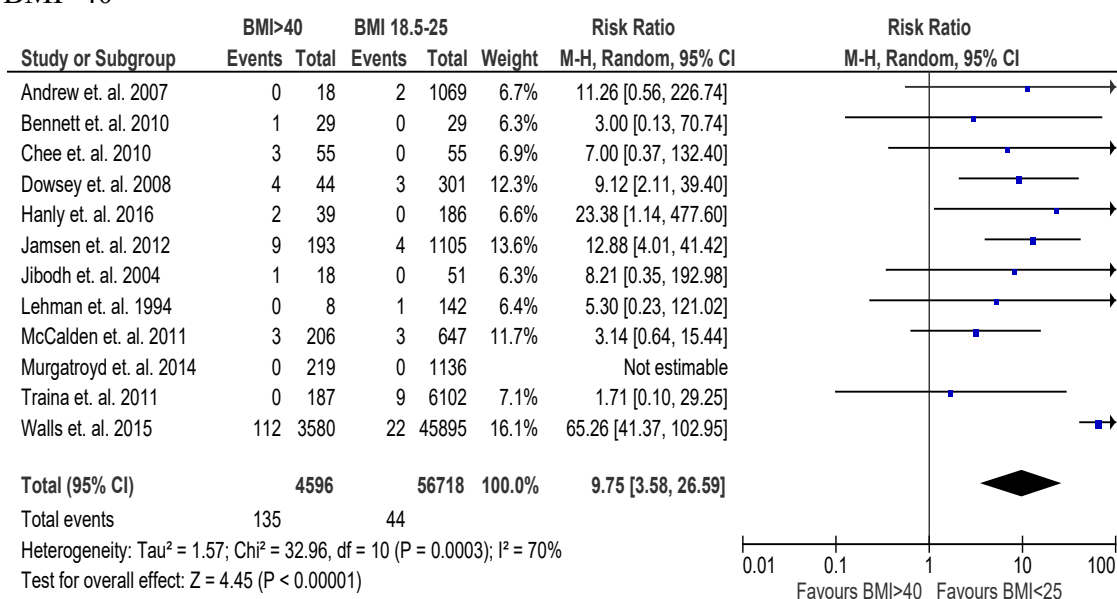 BMI>40
BMI>40 BMI 18.5-25 Risk Ratio Risk Ratio
Study or Subgroup Events Total Events Total Weight M-H, Random, 95% CI M-H, Random, 95% CI
Andrew et. al. 2007 0 18 2 1069 6.7% 11.26 [0.56, 226.74]
Bennett et. al. 2010 1 29 0 29 6.3% 3.00 [0.13, 70.74]
Chee et. al. 2010 3 55 0 55 6.9% 7.00 [0.37, 132.40]
Dowsey et. al. 2008 4 44 3 301 12.3% 9.12 [2.11, 39.40]
Hanly et. al. 2016 2 39 0 186 6.6% 23.38 [1.14, 477.60]
Jamsen et. al. 2012 9 193 4 1105 13.6% 12.88 [4.01, 41.42]
Jibodh et. al. 2004 1 18 0 51 6.3% 8.21 [0.35, 192.98]
Lehman et. al. 1994 0 8 1 142 6.4% 5.30 [0.23, 121.02]
McCalden et. al. 2011 3 206 3 647 11.7% 3.14 [0.64, 15.44]
Murgatroyd et. al. 2014 0 219 0 1136 Not estimable
Traina et. al. 2011 0 187 9 6102 7.1% 1.71 [0.10, 29.25]
Walls et. al. 2015 112 3580 22 45895 16.1% 65.26 [41.37, 102.95]
Total (95% CI) 4596 56718 100.0% 9.75 [3.58, 26.59]
Total events 135 44
Heterogeneity: Tau² = 1.57; Chi² = 32.96, df = 10 (P = 0.0003); I² = 70%
Test for overall effect: Z = 4.45 (P < 0.00001)
0.01 0.1 1 10 100
Favours BMI>40 Favours BMI<25